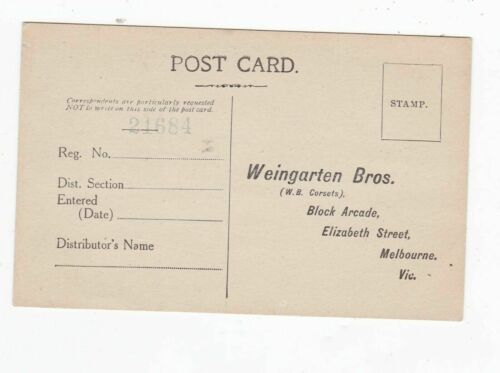 POST CARD.
Correspondents are particularly requested
NOT to write on this side of the post card.
21684
Reg. No.
Dist. Section
Entered
(Date)
Distributor's Name
STAMP.
Weingarten Bros.
(W.B. Corsets).
Block Arcade,
Elizabeth Street,
Melbourne.
Vic.